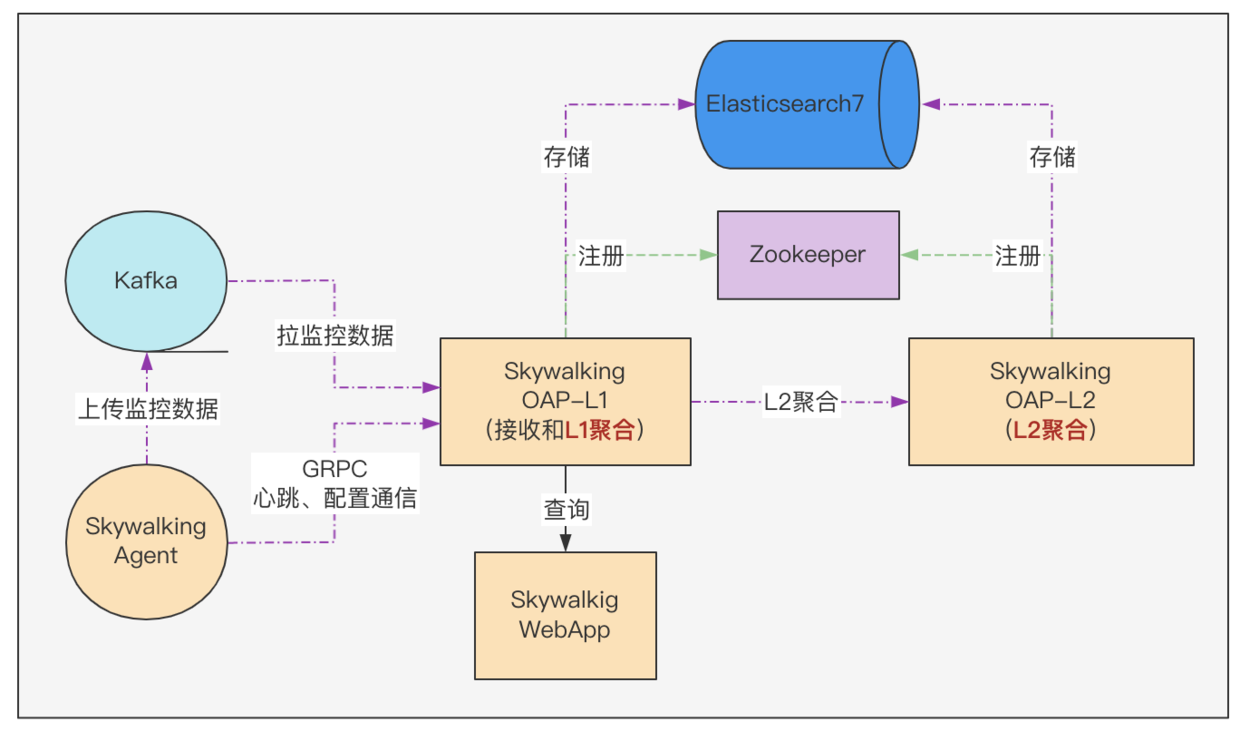 Elasticsearch7
存储
存储
Kafka
注册
Zookeeper
注册
拉监控数据
上传监控数据
Skywalking
OAP-L1
(接收和L1聚合)
L2聚合
Skywalking
OAP-L2
(L2聚合)
GRPC
心跳、配置通信
查询
Skywalking
Agent
Skywalkig
WebApp